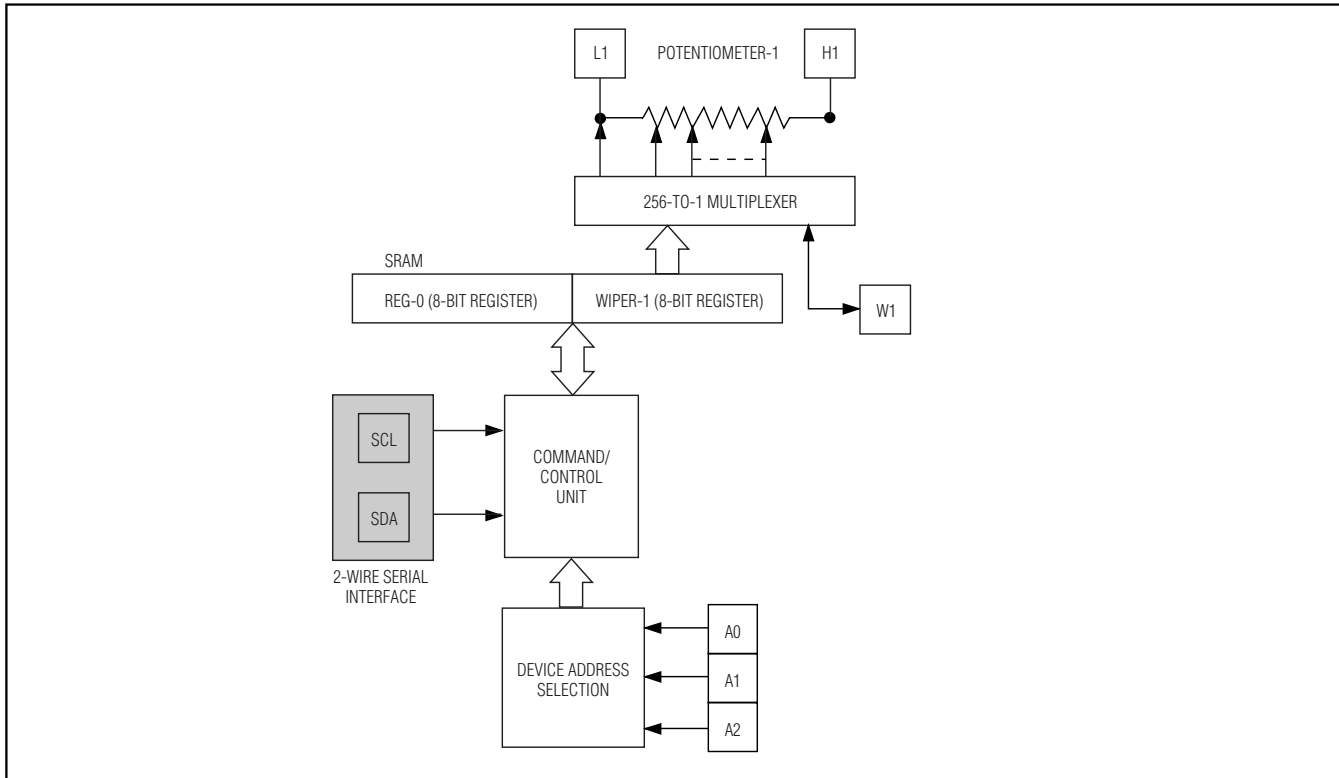 L1
POTENTIOMETER-1
H1
256-TO-1 MULTIPLEXER
SRAM
REG-0 (8-BIT REGISTER)
WIPER-1 (8-BIT REGISTER)
W1
SCL
SDA
2-WIRE SERIAL
INTERFACE
COMMAND/
CONTROL
UNIT
DEVICE ADDRESS
SELECTION
A0
A1
A2